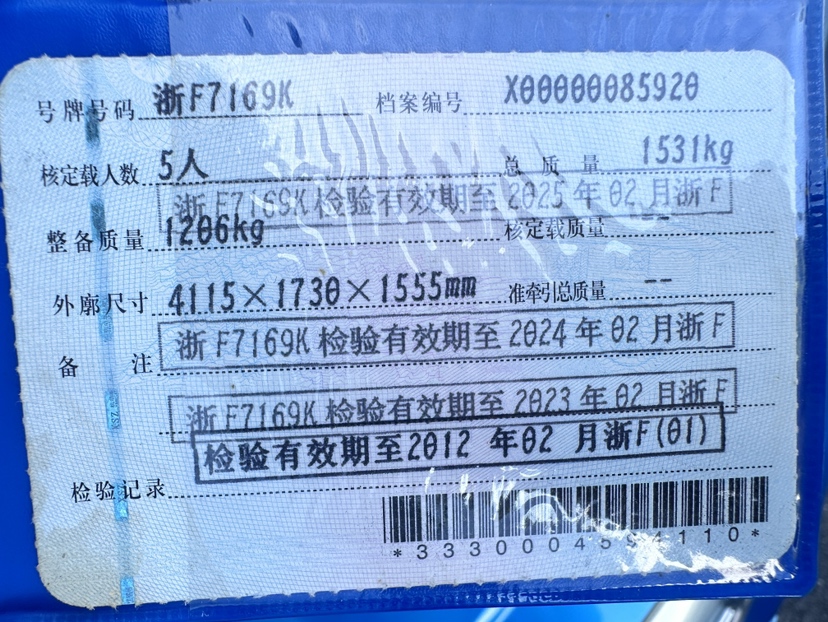 号牌号码 浙F7169K 档案编号 X00000085920
核定载人数 5人 总质量 1531kg
浙F7169K检验有效期至2025年02月浙F
整备质量 1206kg 核定载质量 --
外廓尺寸 4115×1730×1555mm 准牵引总质量 --
浙F7169K检验有效期至2024年02月浙F
备注
浙F7169K检验有效期至2023年02月浙F
检验有效期至2012年02月浙F(01)
检验记录
*3330004594110*